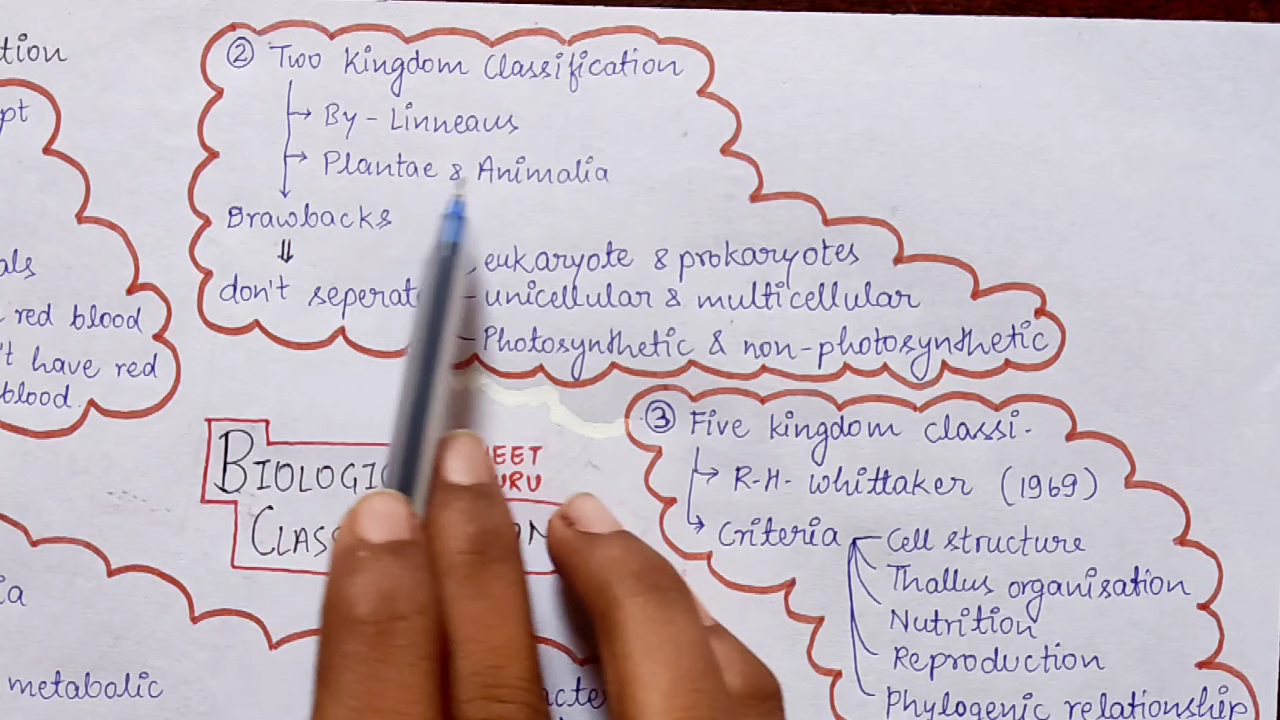 tion
② Two Kingdom Classification
By - Linneaus
Plantae & Animalia
Drawbacks
don't seperat
eukaryote & prokaryotes
- unicellular & multicellular
- Photosynthetic & non-photosynthetic
pt
als
red blood
't have red
blood.
BIOLOGIC
CLASS
EET
URU
③ Five kingdom classi.
R.H. Whittaker (1969)
Criteria
Cell structure
Thallus organisation
Nutrition
Reproduction
Phylogenic relationship
ia
metabolic
acte